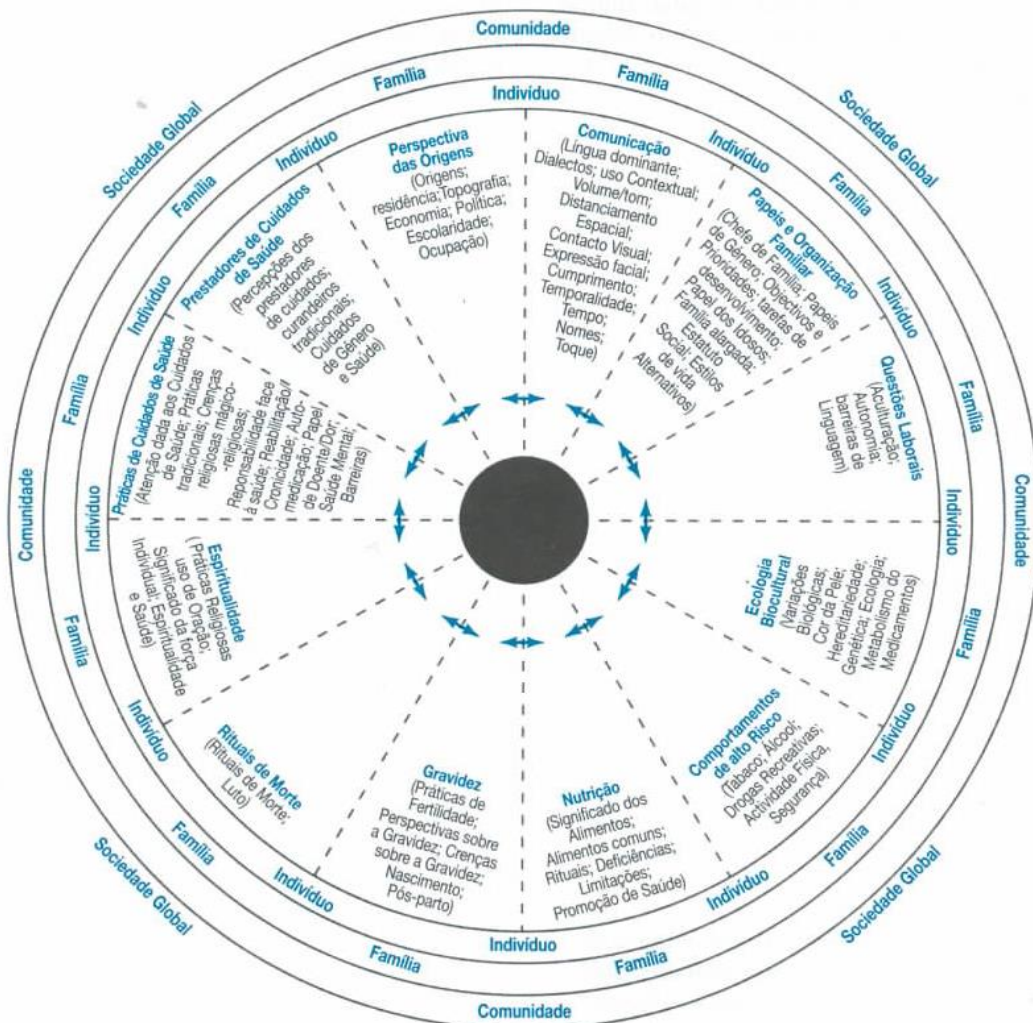 Comunidade
Família
Família
Indivíduo
Sociedade Global
Sociedade Global
Família
Indivíduo
Indivíduo
Família
Perspectiva
das Origens
(Origens;
residência;Topografia;
Economia; Política;
Escolaridade;
Ocupação)
Comunicação
(Língua dominante;
Dialectos; uso Contextual;
Volume/tom;
Distanciamento
Espacial;
Contacto Visual;
Expressão facial;
Cumprimento;
Temporalidade;
Tempo;
Nomes;
Toque)
Papeis e Organização
Familiar
(Chefe de Família; Papeis
de Género; Objectivos e
Prioridades; tarefas de
desenvolvimento;
Papel dos Idosos;
Família alargada;
Estatuto
Social; Estilos
de vida
Alternativos)
Indivíduo
Questões Laborais
(Aculturação;
Autonomia;
barreiras de
Linguagem)
Família
Indivíduo
Comunidade
Ecologia
Biocultural
(Variações
Biológicas;
Cor da Pele;
Hereditariedade;
Genética; Ecologia;
Metabolismo do
Medicamentos)
Família
Indivíduo
Comportamentos
de alto Risco
(Tabaco; Álcool;
Drogas Recreativas;
Actividade Física,
Segurança)
Família
Indivíduo
Sociedade Global
Nutrição
(Significado dos
Alimentos;
Alimentos comuns;
Rituais; Deficiências;
Limitações;
Promoção de Saúde)
Família
Indivíduo
Comunidade
Gravidez
(Práticas de
Fertilidade;
Perspectivas sobre
a Gravidez; Crenças
sobre a Gravidez;
Nascimento;
Pós-parto)
Família
Indivíduo
Rituais de Morte
(Rituais de Morte;
Luto)
Família
Sociedade Global
Indivíduo
Espiritualidade
( Práticas Religiosas
uso de Oração;
Significado da força
Individual; Espiritualidade
e Saúde)
Família
Indivíduo
Comunidade
Práticas de Cuidados de Saúde
(Atenção dada aos Cuidados
de Saúde; Práticas
tradicionais; Crenças
religiosas mágico-
-religiosas;
Reponsabilidade face
à saúde; Reabilitação/
Cronicidade; Auto-
medicação; Papel
de Doente/Dor;
Saúde Mental;
Barreiras)
Família
Indivíduo
Prestadores de Cuidados
de Saúde
(Percepções dos
prestadores
de cuidados;
curandeiros
tradicionais;
Cuidados
de Género
e Saúde)